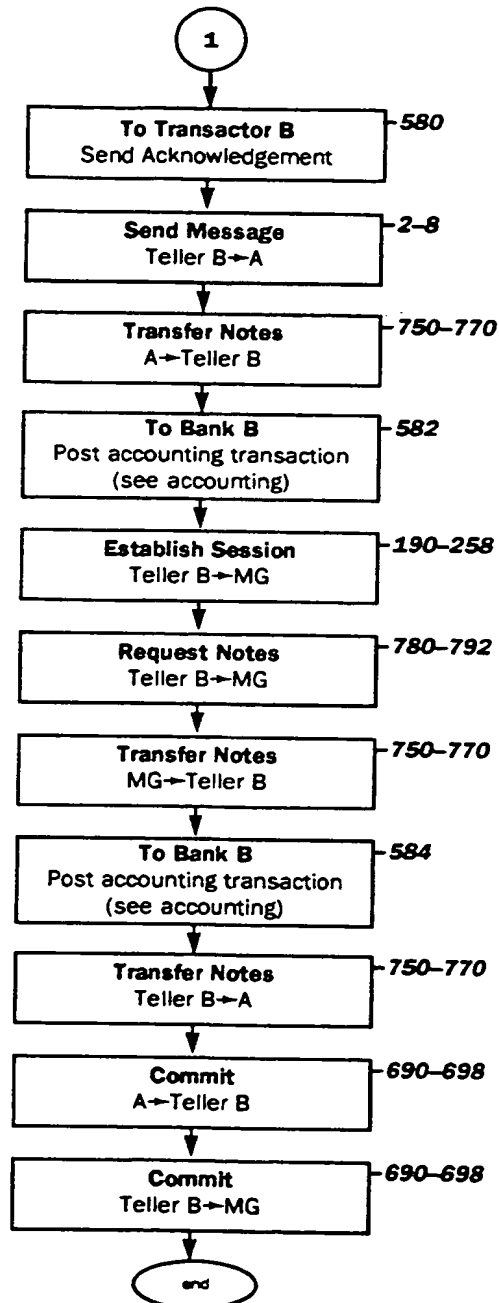 1
To Transactor B
Send Acknowledgement
580
Send Message
Teller B→A
2–8
Transfer Notes
A→Teller B
750–770
To Bank B
Post accounting transaction
(see accounting)
582
Establish Session
Teller B→MG
190–258
Request Notes
Teller B→MG
780–792
Transfer Notes
MG→Teller B
750–770
To Bank B
Post accounting transaction
(see accounting)
584
Transfer Notes
Teller B→A
750–770
Commit
A→Teller B
690–698
Commit
Teller B→MG
690–698
end